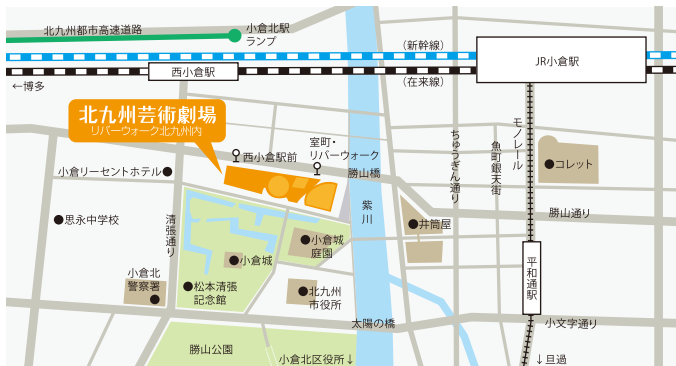 北九州都市高速道路
小倉北駅
ランプ
(新幹線)
JR小倉駅
西小倉駅
(在来線)
←博多
北九州芸術劇場
リバーウォーク北九州内
室町・
リバーウォーク
西小倉駅前
勝山橋
小倉リーセントホテル
ちゅうぎん通り
魚町銀天街
モノレール
コレット
紫川
勝山通り
思永中学校
清張通り
井筒屋
小倉城
庭園
小倉城
小倉北
警察署
松本清張
記念館
北九州
市役所
平和通駅
太陽の橋
小文字通り
勝山公園
小倉北区役所↓
↓旦過